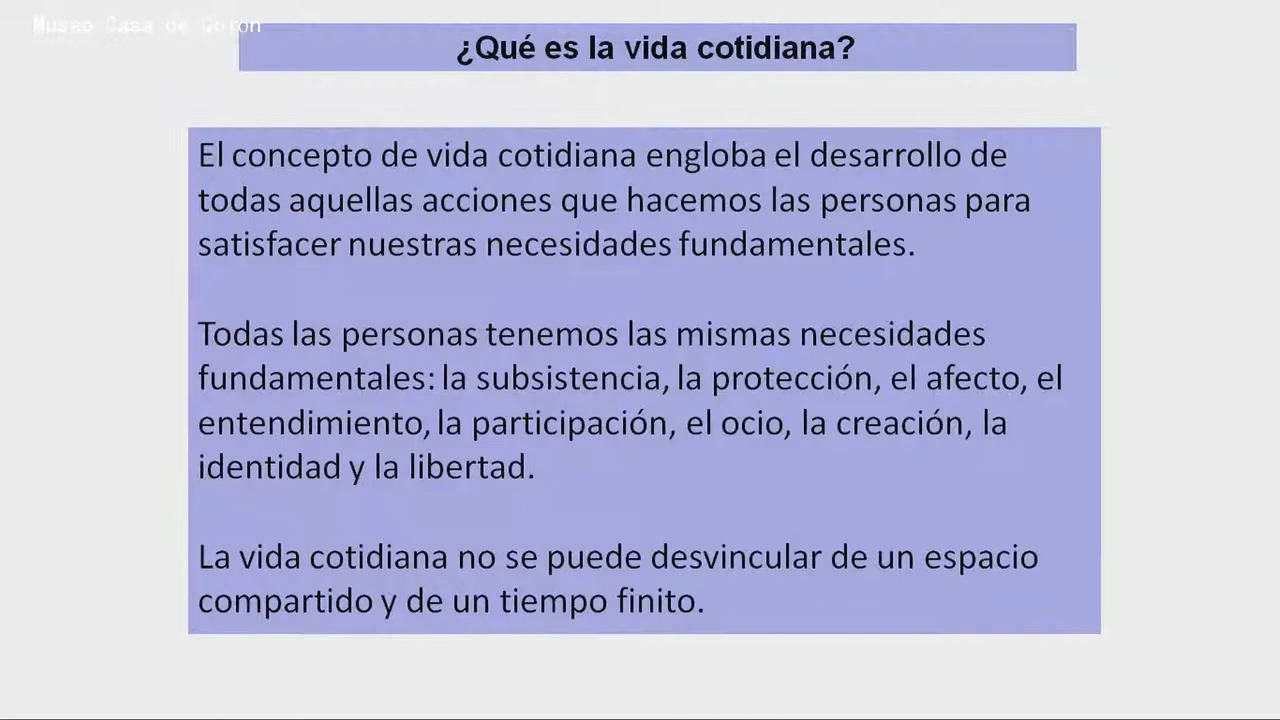 Museo Casa de Colón
¿Qué es la vida cotidiana?
El concepto de vida cotidiana engloba el desarrollo de
todas aquellas acciones que hacemos las personas para
satisfacer nuestras necesidades fundamentales.
Todas las personas tenemos las mismas necesidades
fundamentales: la subsistencia, la protección, el afecto, el
entendimiento, la participación, el ocio, la creación, la
identidad y la libertad.
La vida cotidiana no se puede desvincular de un espacio
compartido y de un tiempo finito.